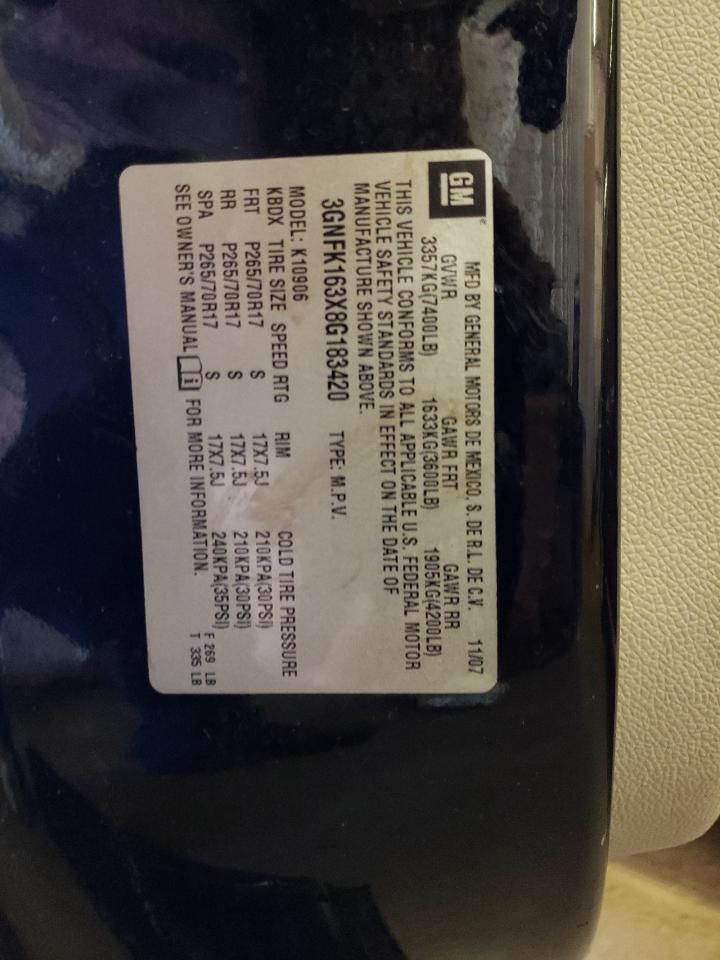 GM
MFD BY GENERAL MOTORS DE MEXICO, S. DE R.L. DE C.V. 11/07
GVWR GAWR FRT GAWR RR
3357KG(7400LB) 1633KG(3600LB) 1905KG(4200LB)
THIS VEHICLE CONFORMS TO ALL APPLICABLE U.S. FEDERAL MOTOR
VEHICLE SAFETY STANDARDS IN EFFECT ON THE DATE OF
MANUFACTURE SHOWN ABOVE.
3GNFK163X8G183420 TYPE: M.P.V.
MODEL: K10906
KBDX TIRE SIZE SPEED RTG RIM COLD TIRE PRESSURE
FRT P265/70R17 S 17X7.5J 210KPA(30PSI)
RR P265/70R17 S 17X7.5J 210KPA(30PSI)
SPA P265/70R17 S 17X7.5J 240KPA(35PSI) F 269 LB
SEE OWNER'S MANUAL i FOR MORE INFORMATION. T 335 LB